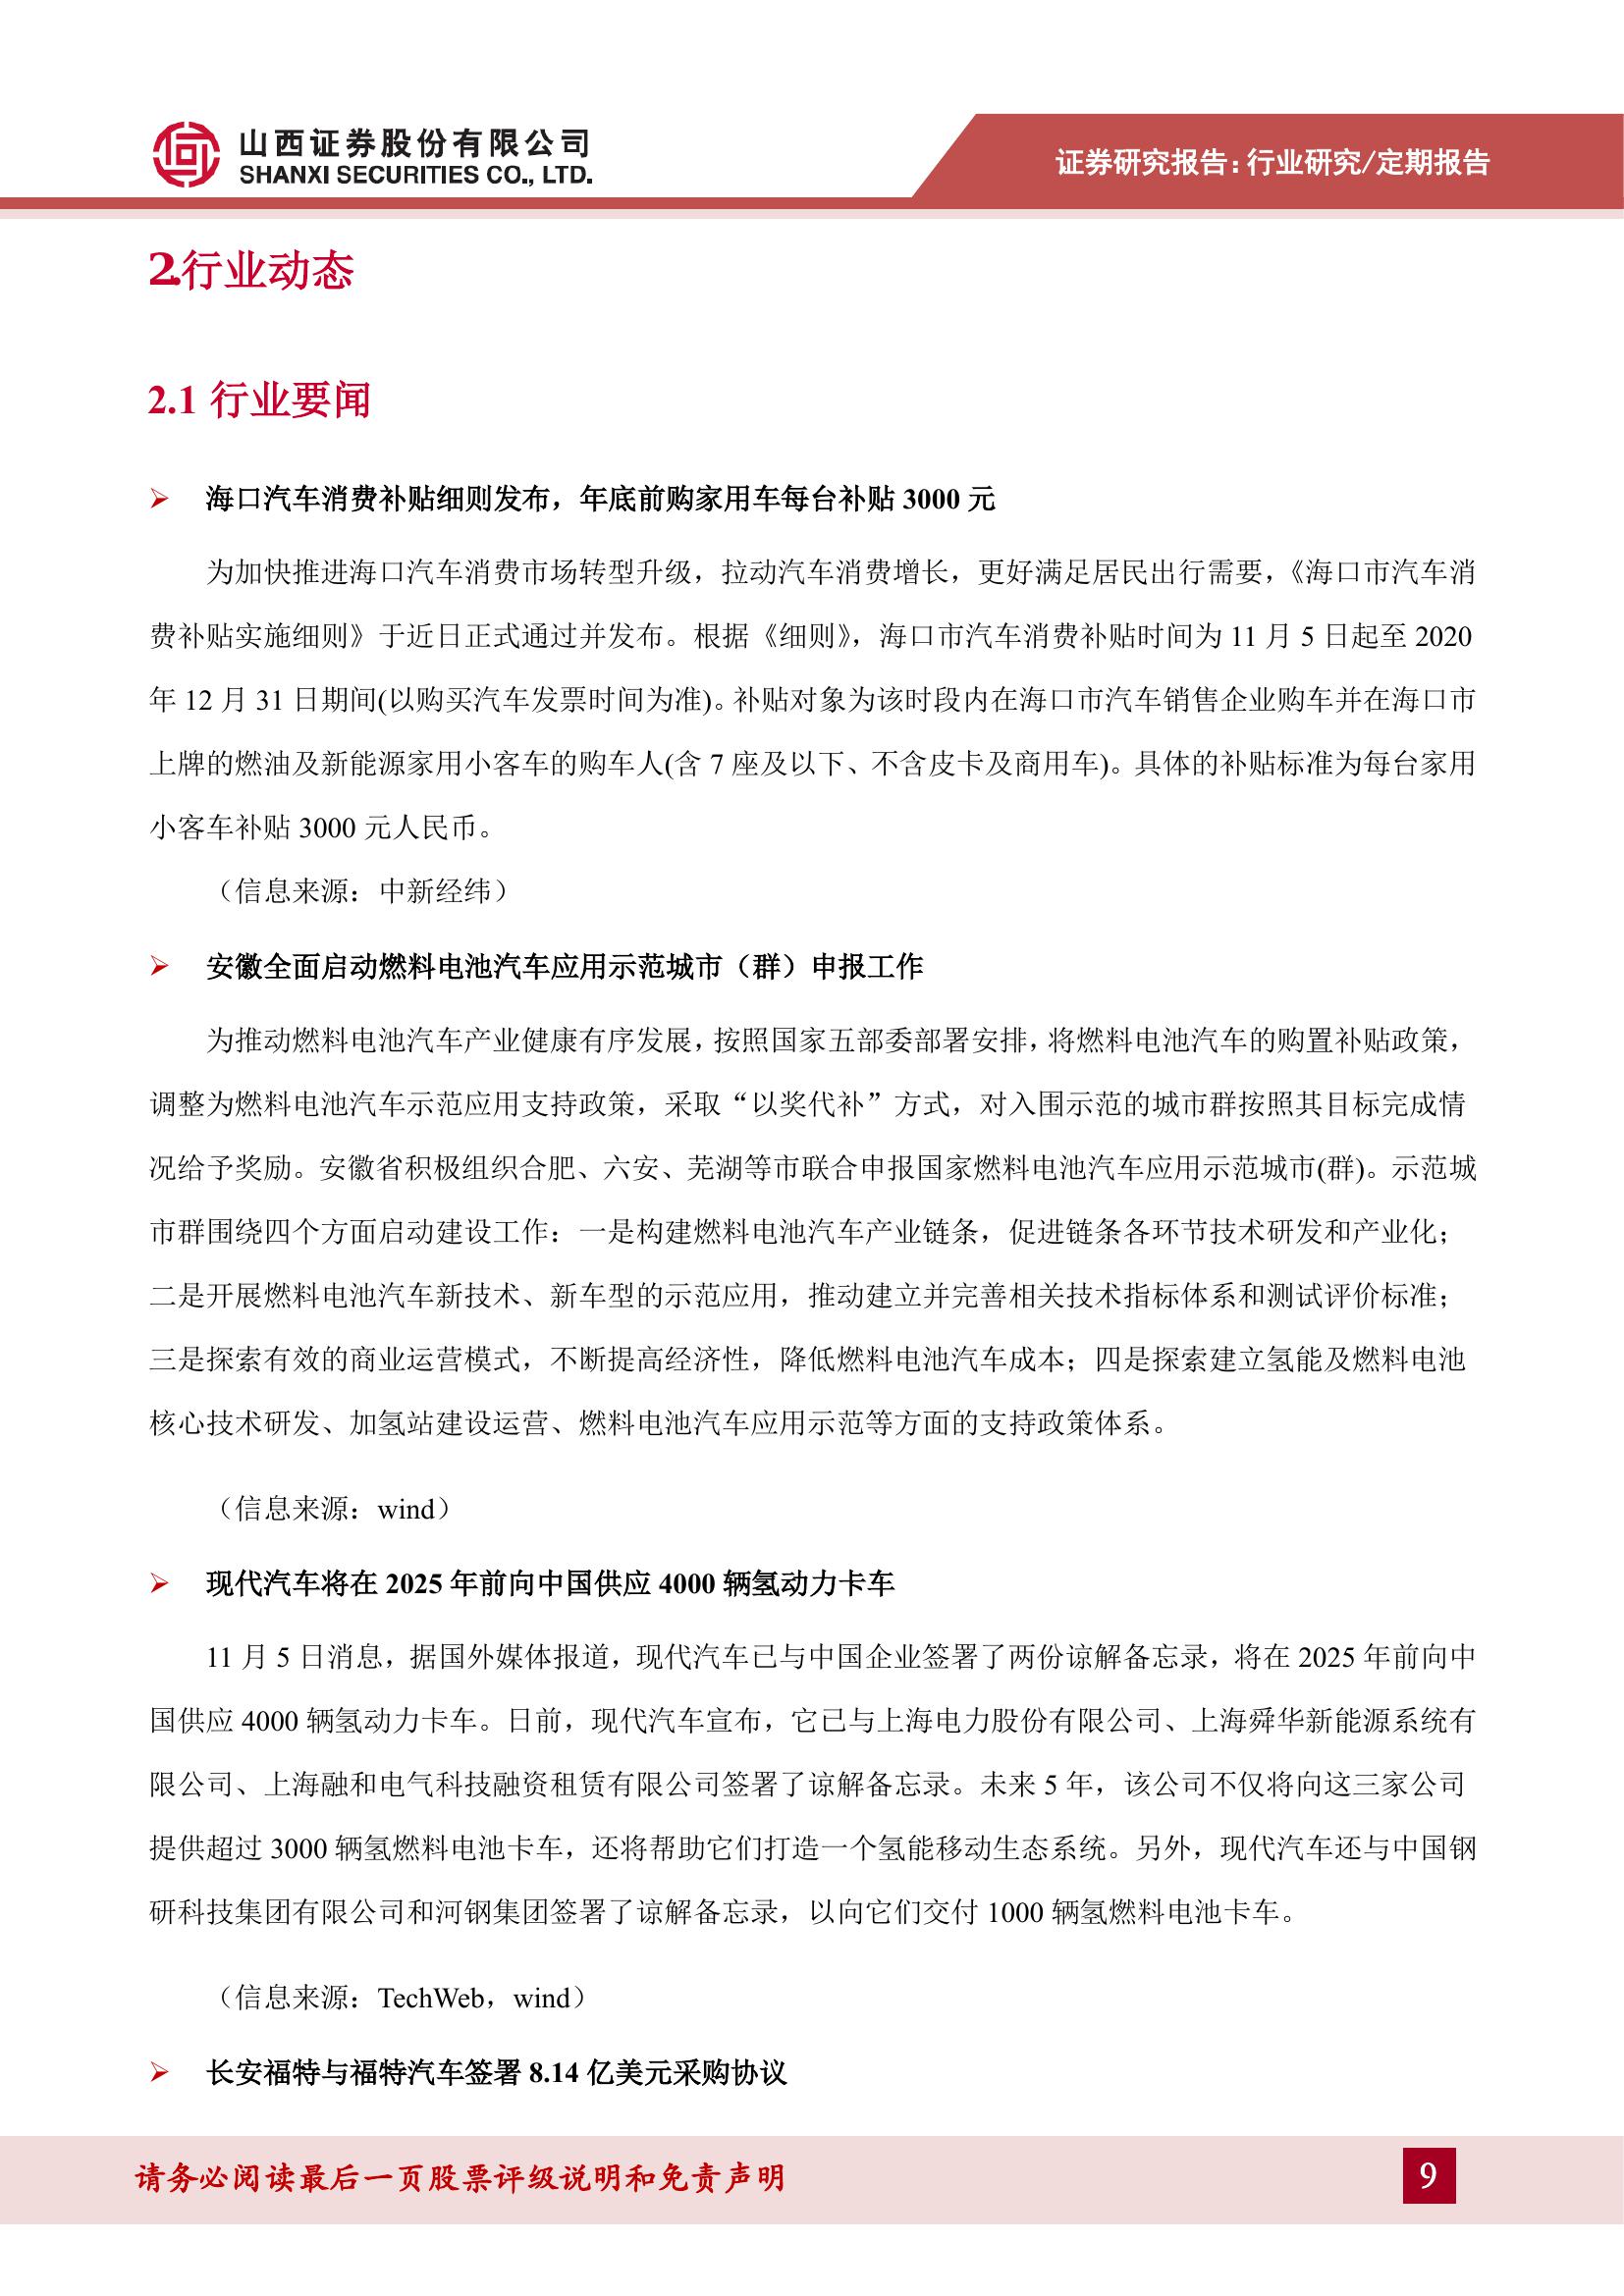 山西证券股份有限公司
SHANXI SECURITIES CO., LTD.
证券研究报告：行业研究/定期报告
2.行业动态
2.1 行业要闻
➢ 海口汽车消费补贴细则发布，年底前购家用车每台补贴 3000 元
为加快推进海口汽车消费市场转型升级，拉动汽车消费增长，更好满足居民出行需要，《海口市汽车消
费补贴实施细则》于近日正式通过并发布。根据《细则》，海口市汽车消费补贴时间为 11 月 5 日起至 2020
年 12 月 31 日期间(以购买汽车发票时间为准)。补贴对象为该时段内在海口市汽车销售企业购车并在海口市
上牌的燃油及新能源家用小客车的购车人(含 7 座及以下、不含皮卡及商用车)。具体的补贴标准为每台家用
小客车补贴 3000 元人民币。
（信息来源：中新经纬）
➢ 安徽全面启动燃料电池汽车应用示范城市（群）申报工作
为推动燃料电池汽车产业健康有序发展，按照国家五部委部署安排，将燃料电池汽车的购置补贴政策，
调整为燃料电池汽车示范应用支持政策，采取“以奖代补”方式，对入围示范的城市群按照其目标完成情
况给予奖励。安徽省积极组织合肥、六安、芜湖等市联合申报国家燃料电池汽车应用示范城市(群)。示范城
市群围绕四个方面启动建设工作：一是构建燃料电池汽车产业链条，促进链条各环节技术研发和产业化；
二是开展燃料电池汽车新技术、新车型的示范应用，推动建立并完善相关技术指标体系和测试评价标准；
三是探索有效的商业运营模式，不断提高经济性，降低燃料电池汽车成本；四是探索建立氢能及燃料电池
核心技术研发、加氢站建设运营、燃料电池汽车应用示范等方面的支持政策体系。
（信息来源：wind）
➢ 现代汽车将在 2025 年前向中国供应 4000 辆氢动力卡车
11 月 5 日消息，据国外媒体报道，现代汽车已与中国企业签署了两份谅解备忘录，将在 2025 年前向中
国供应 4000 辆氢动力卡车。日前，现代汽车宣布，它已与上海电力股份有限公司、上海舜华新能源系统有
限公司、上海融和电气科技融资租赁有限公司签署了谅解备忘录。未来 5 年，该公司不仅将向这三家公司
提供超过 3000 辆氢燃料电池卡车，还将帮助它们打造一个氢能移动生态系统。另外，现代汽车还与中国钢
研科技集团有限公司和河钢集团签署了谅解备忘录，以向它们交付 1000 辆氢燃料电池卡车。
（信息来源：TechWeb，wind）
➢ 长安福特与福特汽车签署 8.14 亿美元采购协议
请务必阅读最后一页股票评级说明和免责声明
9